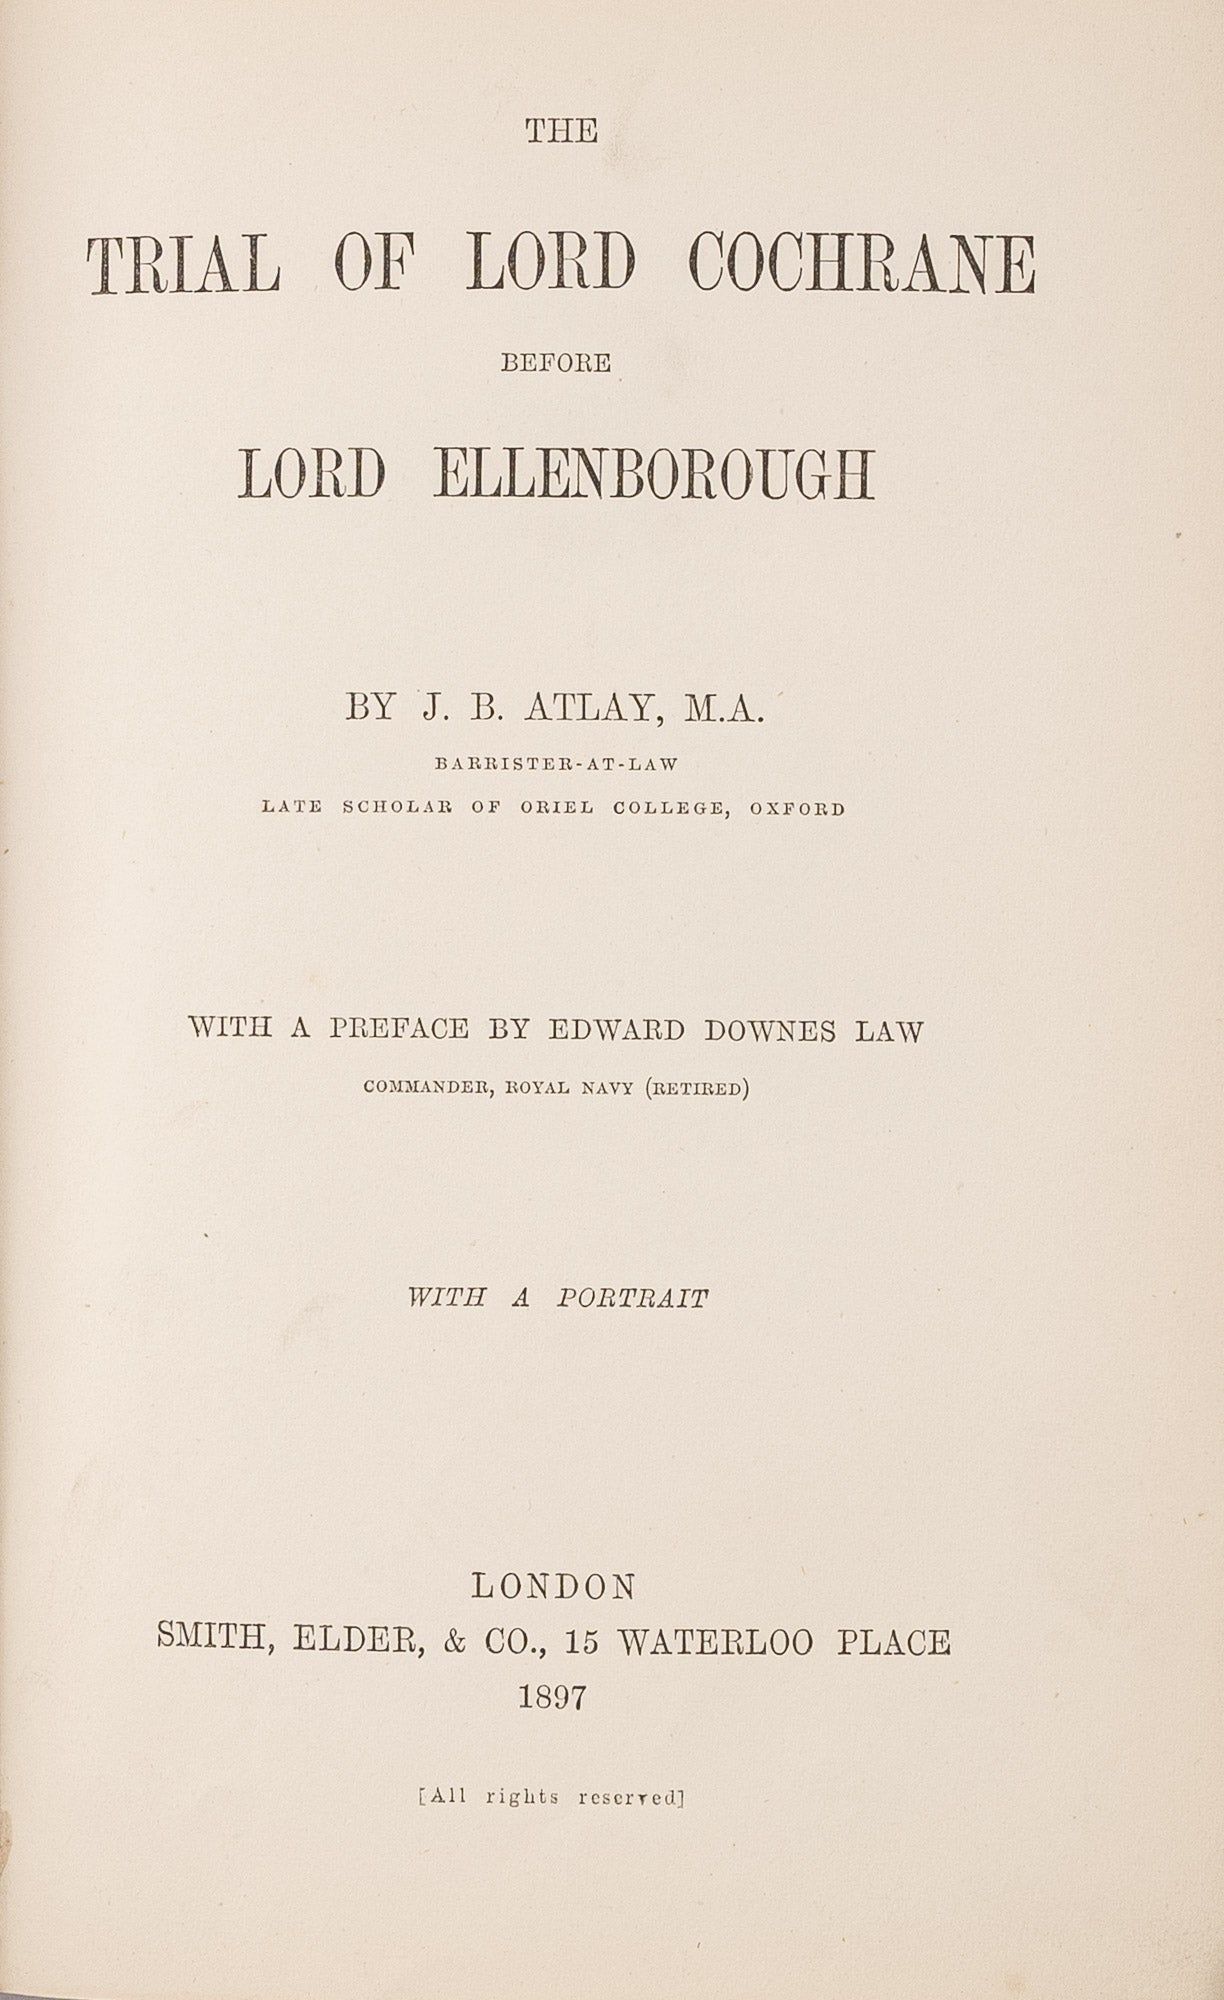 THE
TRIAL OF LORD COCHRANE
BEFORE
LORD ELLENBOROUGH
BY J. B. ATLAY, M.A.
BARRISTER-AT-LAW
LATE SCHOLAR OF ORIEL COLLEGE, OXFORD
WITH A PREFACE BY EDWARD DOWNES LAW
COMMANDER, ROYAL NAVY (RETIRED)
WITH A PORTRAIT
LONDON
SMITH, ELDER, & CO., 15 WATERLOO PLACE
1897
[All rights reserved]